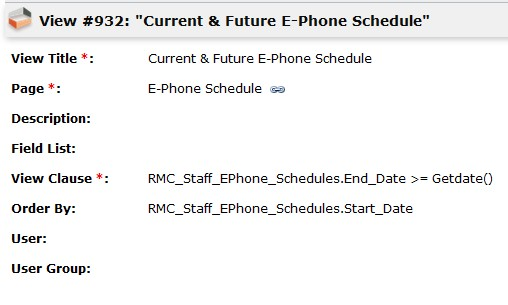 View #932: "Current & Future E-Phone Schedule"
View Title *: Current & Future E-Phone Schedule
Page *: E-Phone Schedule
Description:
Field List:
View Clause *: RMC_Staff_EPhone_Schedules.End_Date >= Getdate()
Order By: RMC_Staff_EPhone_Schedules.Start_Date
User:
User Group: